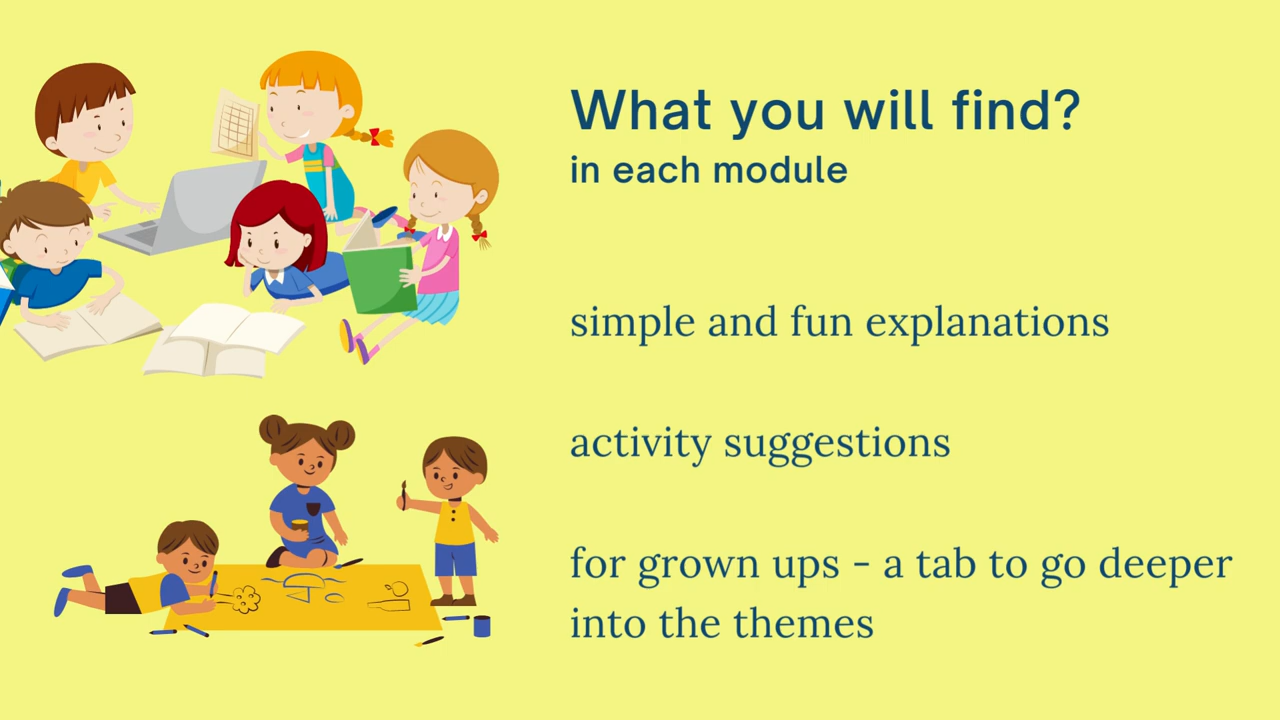 What you will find?
in each module
simple and fun explanations
activity suggestions
for grown ups - a tab to go deeper
into the themes